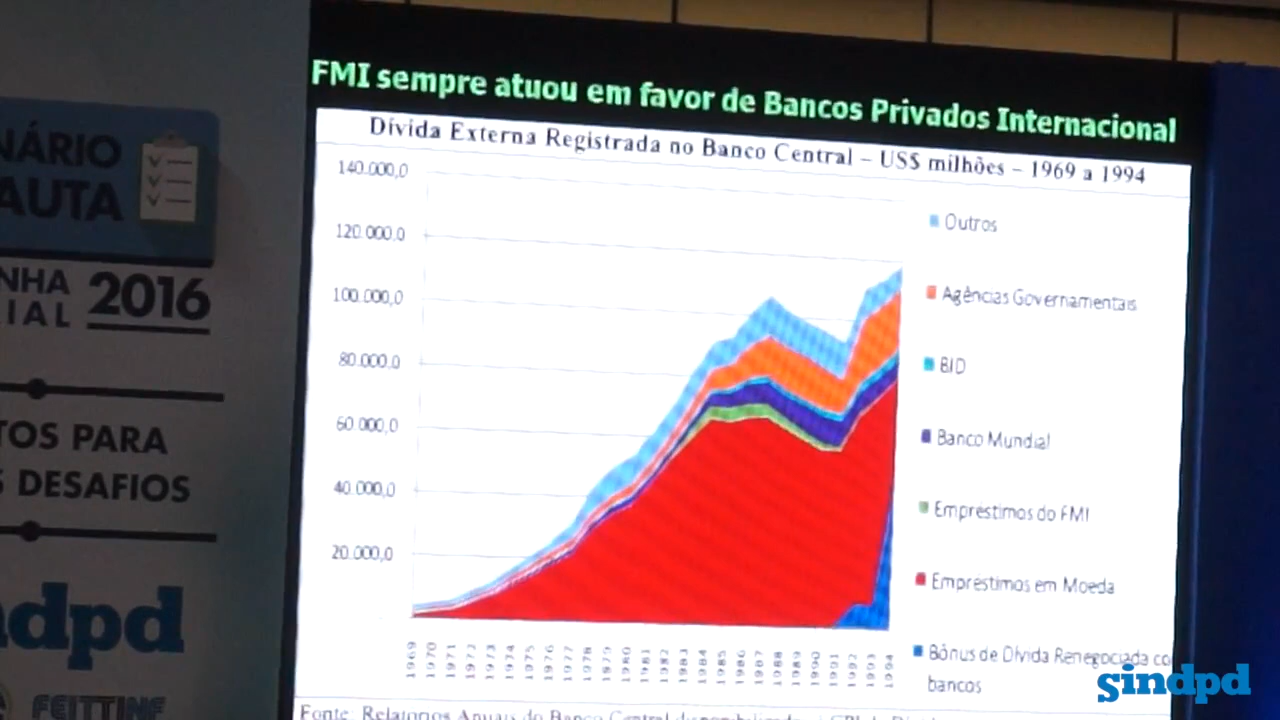 FMI sempre atuou em favor de Bancos Privados Internacional
Dívida Externa Registrada no Banco Central – US$ milhões – 1969 a 1994
140.000,0
120.000,0
100.000,0
80.000,0
60.000,0
40.000,0
20.000,0
1969 1970 1971 1972 1973 1974 1975 1976 1977 1978 1979 1980 1981 1982 1983 1984 1985 1986 1987 1988 1989 1990 1991 1992 1993 1994
Outros
Agências Governamentais
BID
Banco Mundial
Empréstimos do FMI
Empréstimos em Moeda
Bônus de Dívida Renegociada co
bancos
Fonte: Relatórios Anuais do Banco Central
NÁRIO
AUTA
NHA 2016
IAL
TOS PARA
S DESAFIOS
ndpd
FEITTINF
sindpd